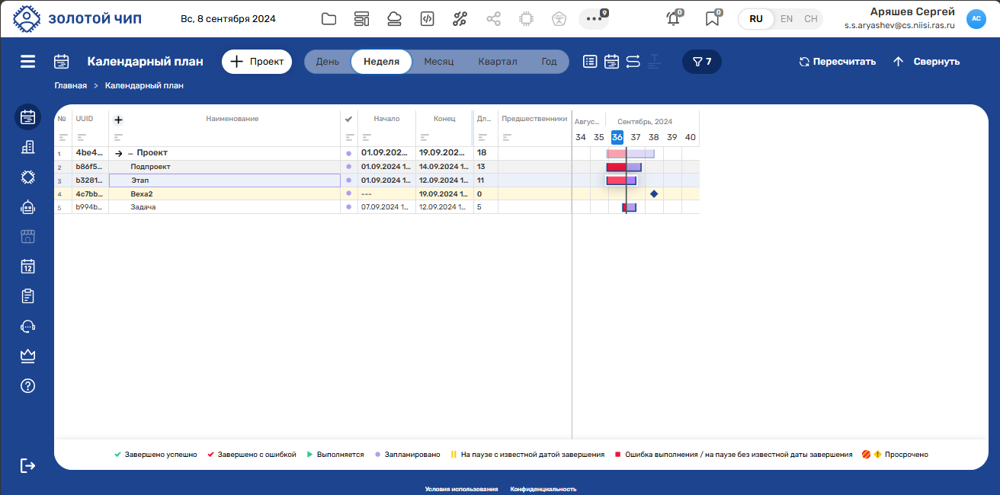 ЗОЛОТОЙ ЧИП
Вс, 8 сентября 2024
9
0
0
RU EN CH
Аряшев Сергей
s.s.aryashev@cs.niisi.ras.ru
АС
Календарный план
+ Проект
День Неделя Месяц Квартал Год
7
Пересчитать
Свернуть
Главная > Календарный план
12
№ UUID Наименование Начало Конец Дл... Предшественники Авгус... Сентябрь, 2024
34 35 36 37 38 39 40
1 4be4... – Проект 01.09.202... 19.09.202... 18
2 b86f5... Подпроект 01.09.2024 1... 14.09.2024 1... 13
3 b3281... Этап 01.09.2024 1... 12.09.2024 1... 11
4 4c7bb... Веха2 --- 19.09.2024 1... 0
5 b994b... Задача 07.09.2024 1... 12.09.2024 1... 5
Завершено успешно Завершено с ошибкой Выполняется Запланировано На паузе с известной датой завершения Ошибка выполнения / на паузе без известной даты завершения Просрочено
Условия использования Конфиденциальность